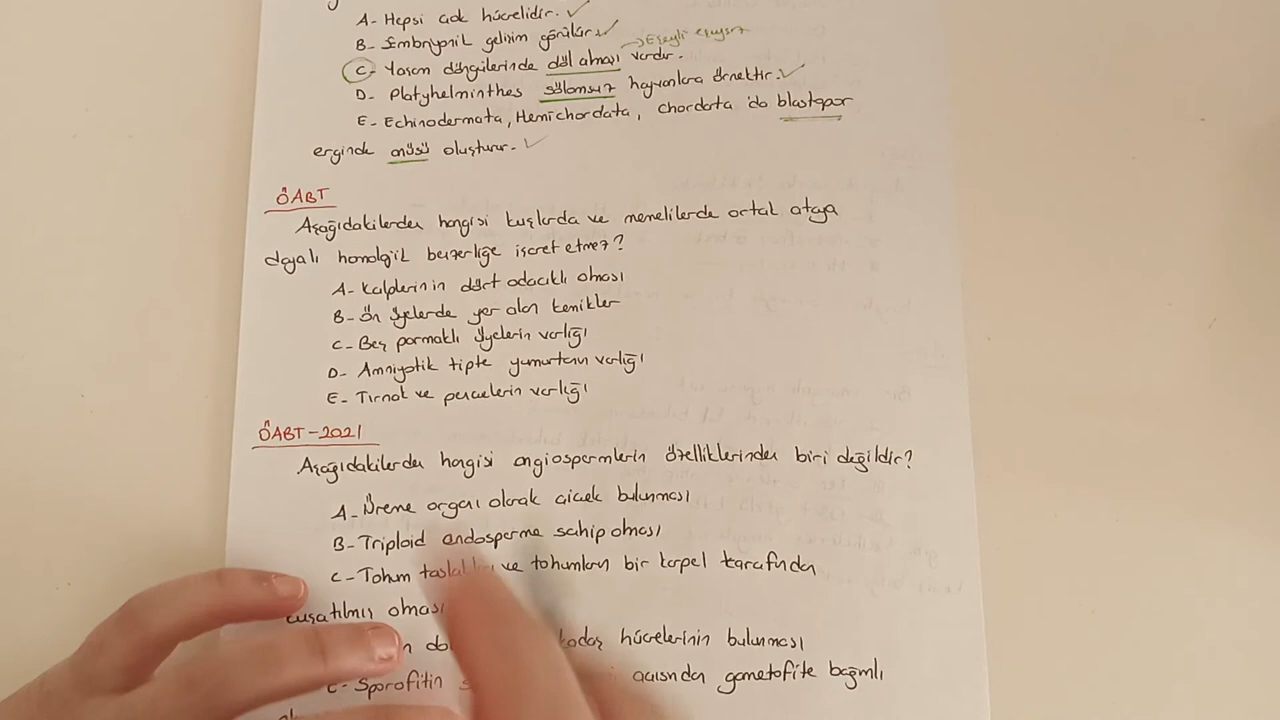 A- Hepsi çok hücrelidir. ✓
B- Embriyonik gelişim görülür. ✓
→Eşeyli eşeysiz
C- Yaşam döngülerinde döl alması vardır.
D- Platyhelminthes sölomsuz hayvanlara örnektir. ✓
E- Echinodermata, Hemichordata, chordata 'da blastopor
erginde anüsü oluşturur. ✓
ÖABT
Aşağıdakilerden hangisi kuşlarda ve memelilerde ortak ataya
dayalı homolojik benzerliğe işaret etmez?
A- Kalplerinin dört odacıklı olması
B- Ön üyelerde yer alan kemikler
C- Beş parmaklı üyelerin varlığı
D- Amniyotik tipte yumurtanın varlığı
E- Tırnak ve pençelerin varlığı
ÖABT-2021
Aşağıdakilerden hangisi angiospermlerin özelliklerinden biri değildir?
A- Üreme organı olarak çiçek bulunması
B- Triploid endosperme sahip olması
C- Tohum ve tohumların bir karpel tarafından
kuşatılmış olması
hücrelerinin bulunması
C- Sporofitin açısından gametofite bağımlı